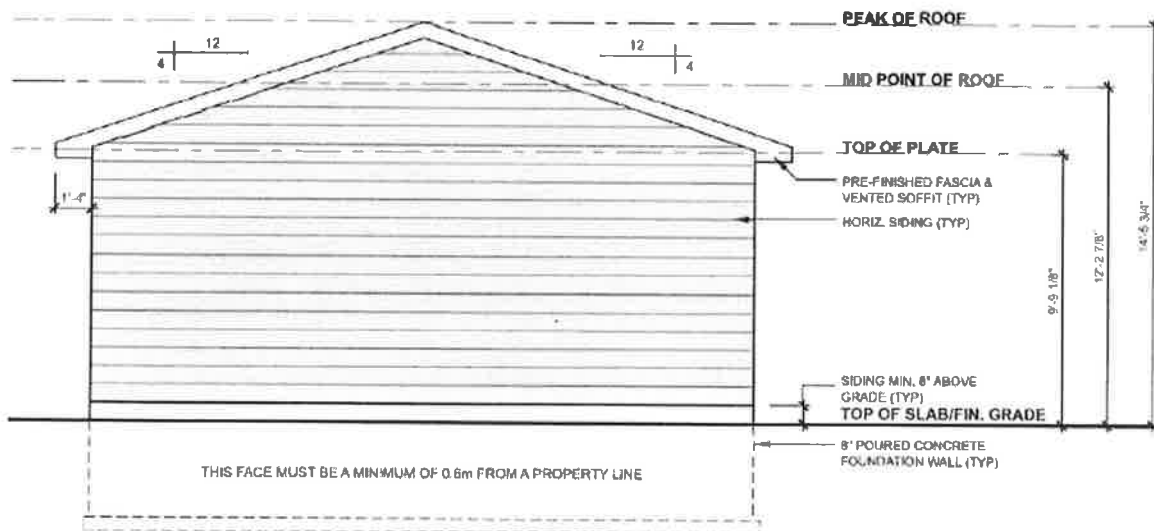 PEAK OF ROOF
12
4
12
4
MID POINT OF ROOF
TOP OF PLATE
PRE-FINISHED FASCIA &
VENTED SOFFIT (TYP)
1'-4"
HORIZ. SIDING (TYP)
9'-9 1/8"
12'-2 7/8"
14'-5 3/4"
SIDING MIN. 8" ABOVE
GRADE (TYP)
TOP OF SLAB/FIN. GRADE
8" POURED CONCRETE
FOUNDATION WALL (TYP)
THIS FACE MUST BE A MINIMUM OF 0.6m FROM A PROPERTY LINE